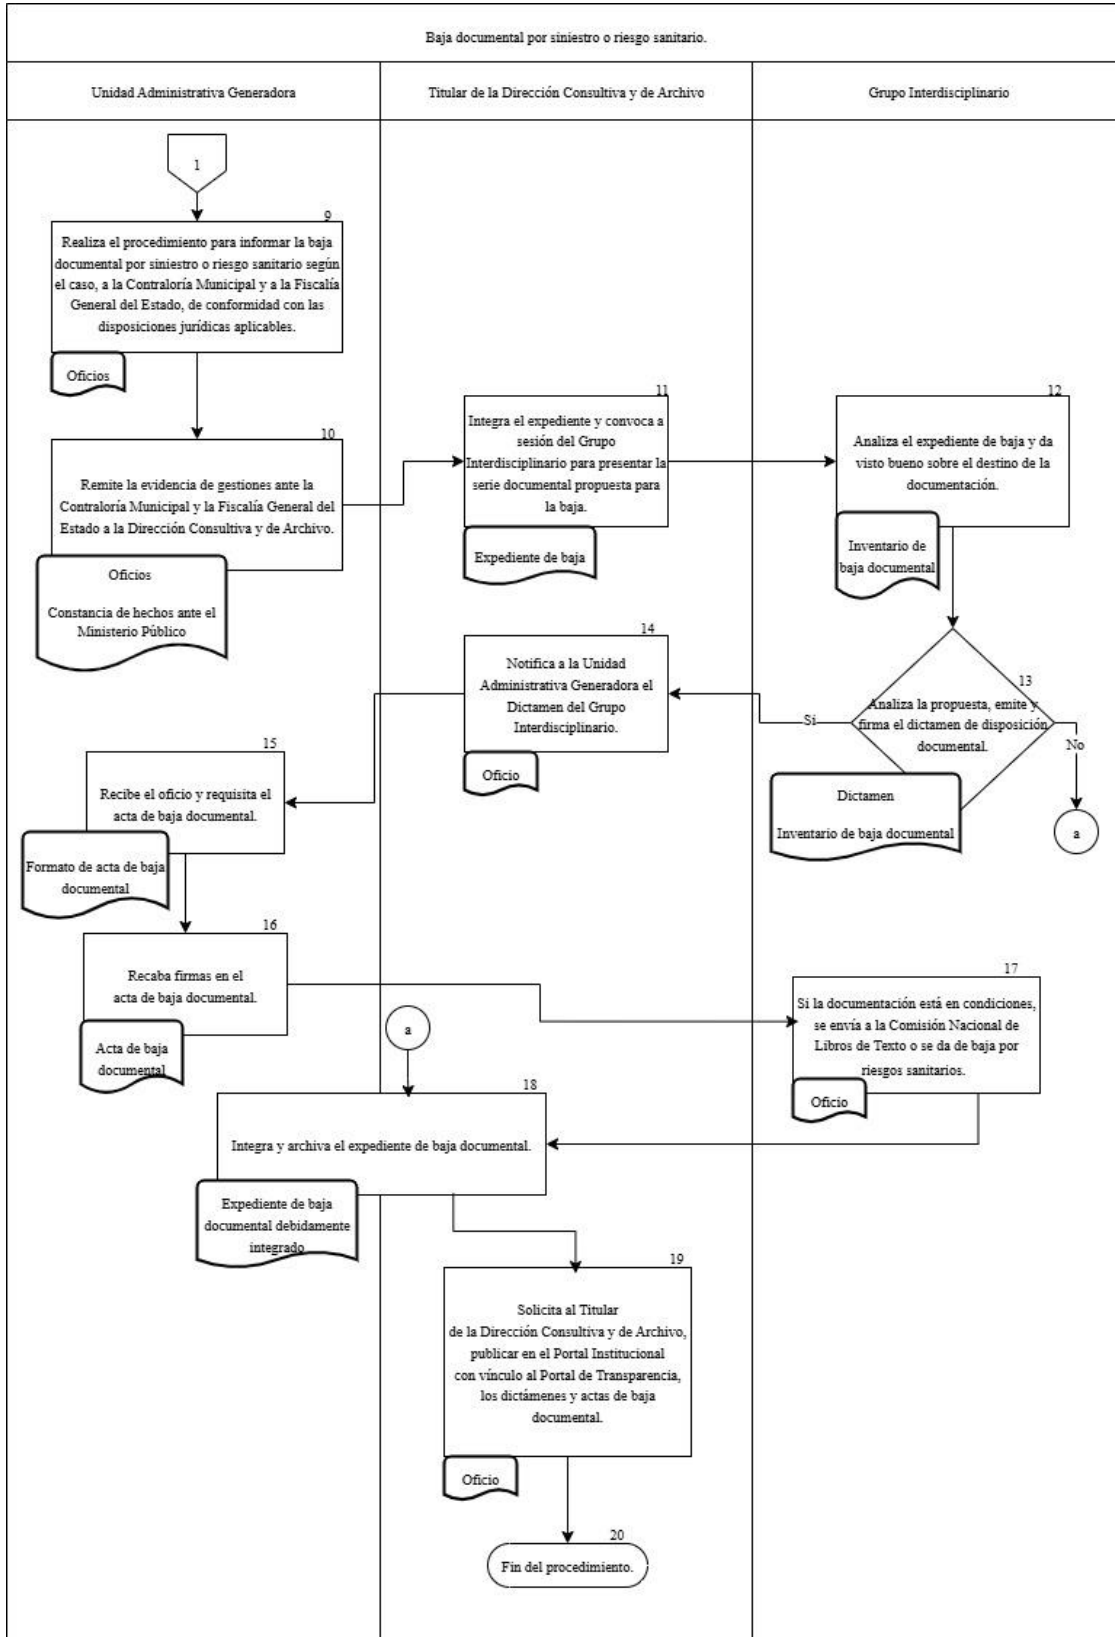 Baja documental por siniestro o riesgo sanitario.
Unidad Administrativa Generadora
Titular de la Dirección Consultiva y de Archivo
Grupo Interdisciplinario
1
9
Realiza el procedimiento para informar la baja
documental por siniestro o riesgo sanitario según
el caso, a la Contraloría Municipal y a la Fiscalía
General del Estado, de conformidad con las
disposiciones jurídicas aplicables.
Oficios
10
Remite la evidencia de gestiones ante la
Contraloría Municipal y la Fiscalía General del
Estado a la Dirección Consultiva y de Archivo.
Oficios
Constancia de hechos ante el
Ministerio Público
11
Integra el expediente y convoca a
sesión del Grupo
Interdisciplinario para presentar la
serie documental propuesta para
la baja.
Expediente de baja
12
Analiza el expediente de baja y da
visto bueno sobre el destino de la
documentación.
Inventario de
baja documental
13
Analiza la propuesta, emite y
firma el dictamen de disposición
documental.
Si
No
Dictamen
Inventario de baja documental
a
14
Notifica a la Unidad
Administrativa Generadora el
Dictamen del Grupo
Interdisciplinario.
Oficio
15
Recibe el oficio y requisita el
acta de baja documental.
Formato de acta de baja
documental
16
Recaba firmas en el
acta de baja documental.
Acta de baja
documental
17
Si la documentación está en condiciones,
se envía a la Comisión Nacional de
Libros de Texto o se da de baja por
riesgos sanitarios.
Oficio
a
18
Integra y archiva el expediente de baja documental.
Expediente de baja
documental debidamente
integrado
19
Solicita al Titular
de la Dirección Consultiva y de Archivo,
publicar en el Portal Institucional
con vínculo al Portal de Transparencia,
los dictámenes y actas de baja
documental.
Oficio
20
Fin del procedimiento.